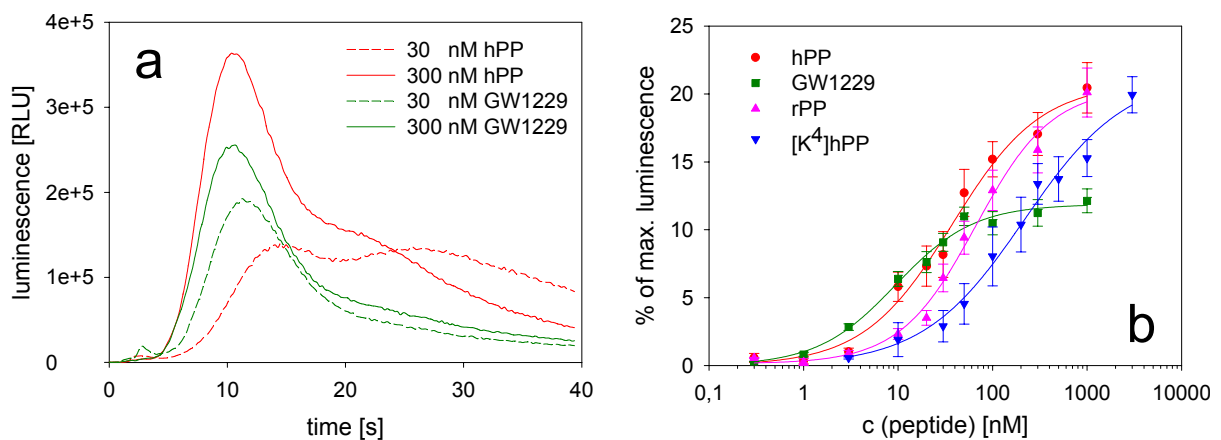 a
4e+5
3e+5
2e+5
1e+5
0
luminescence [RLU]
30 nM hPP
300 nM hPP
30 nM GW1229
300 nM GW1229
0 10 20 30 40
time [s]
b
25
20
15
10
5
0
% of max. luminescence
hPP
GW1229
rPP
[K4]hPP
0,1 1 10 100 1000 10000
c (peptide) [nM]